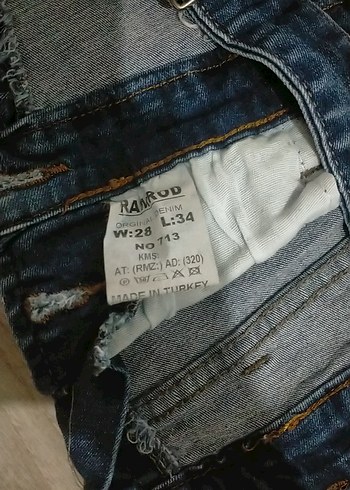 RAMROD
ORIGINAL DENIM
W:28 L:34
No 713
KMS:
AT: (RMZ:) AD: (320)
MADE IN TURKEY